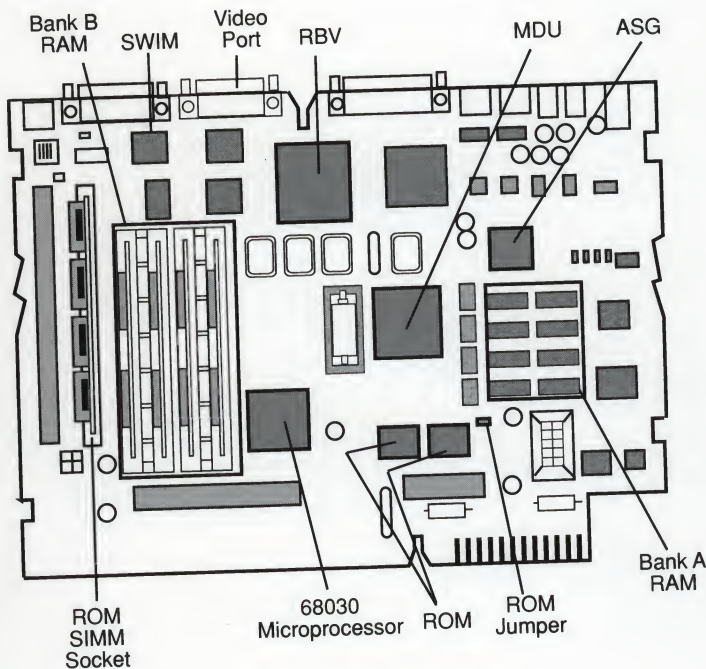 Bank B
RAM
SWIM
Video
Port
RBV
MDU
ASG
Bank A
RAM
ROM
SIMM
Socket
68030
Microprocessor
ROM
ROM
Jumper